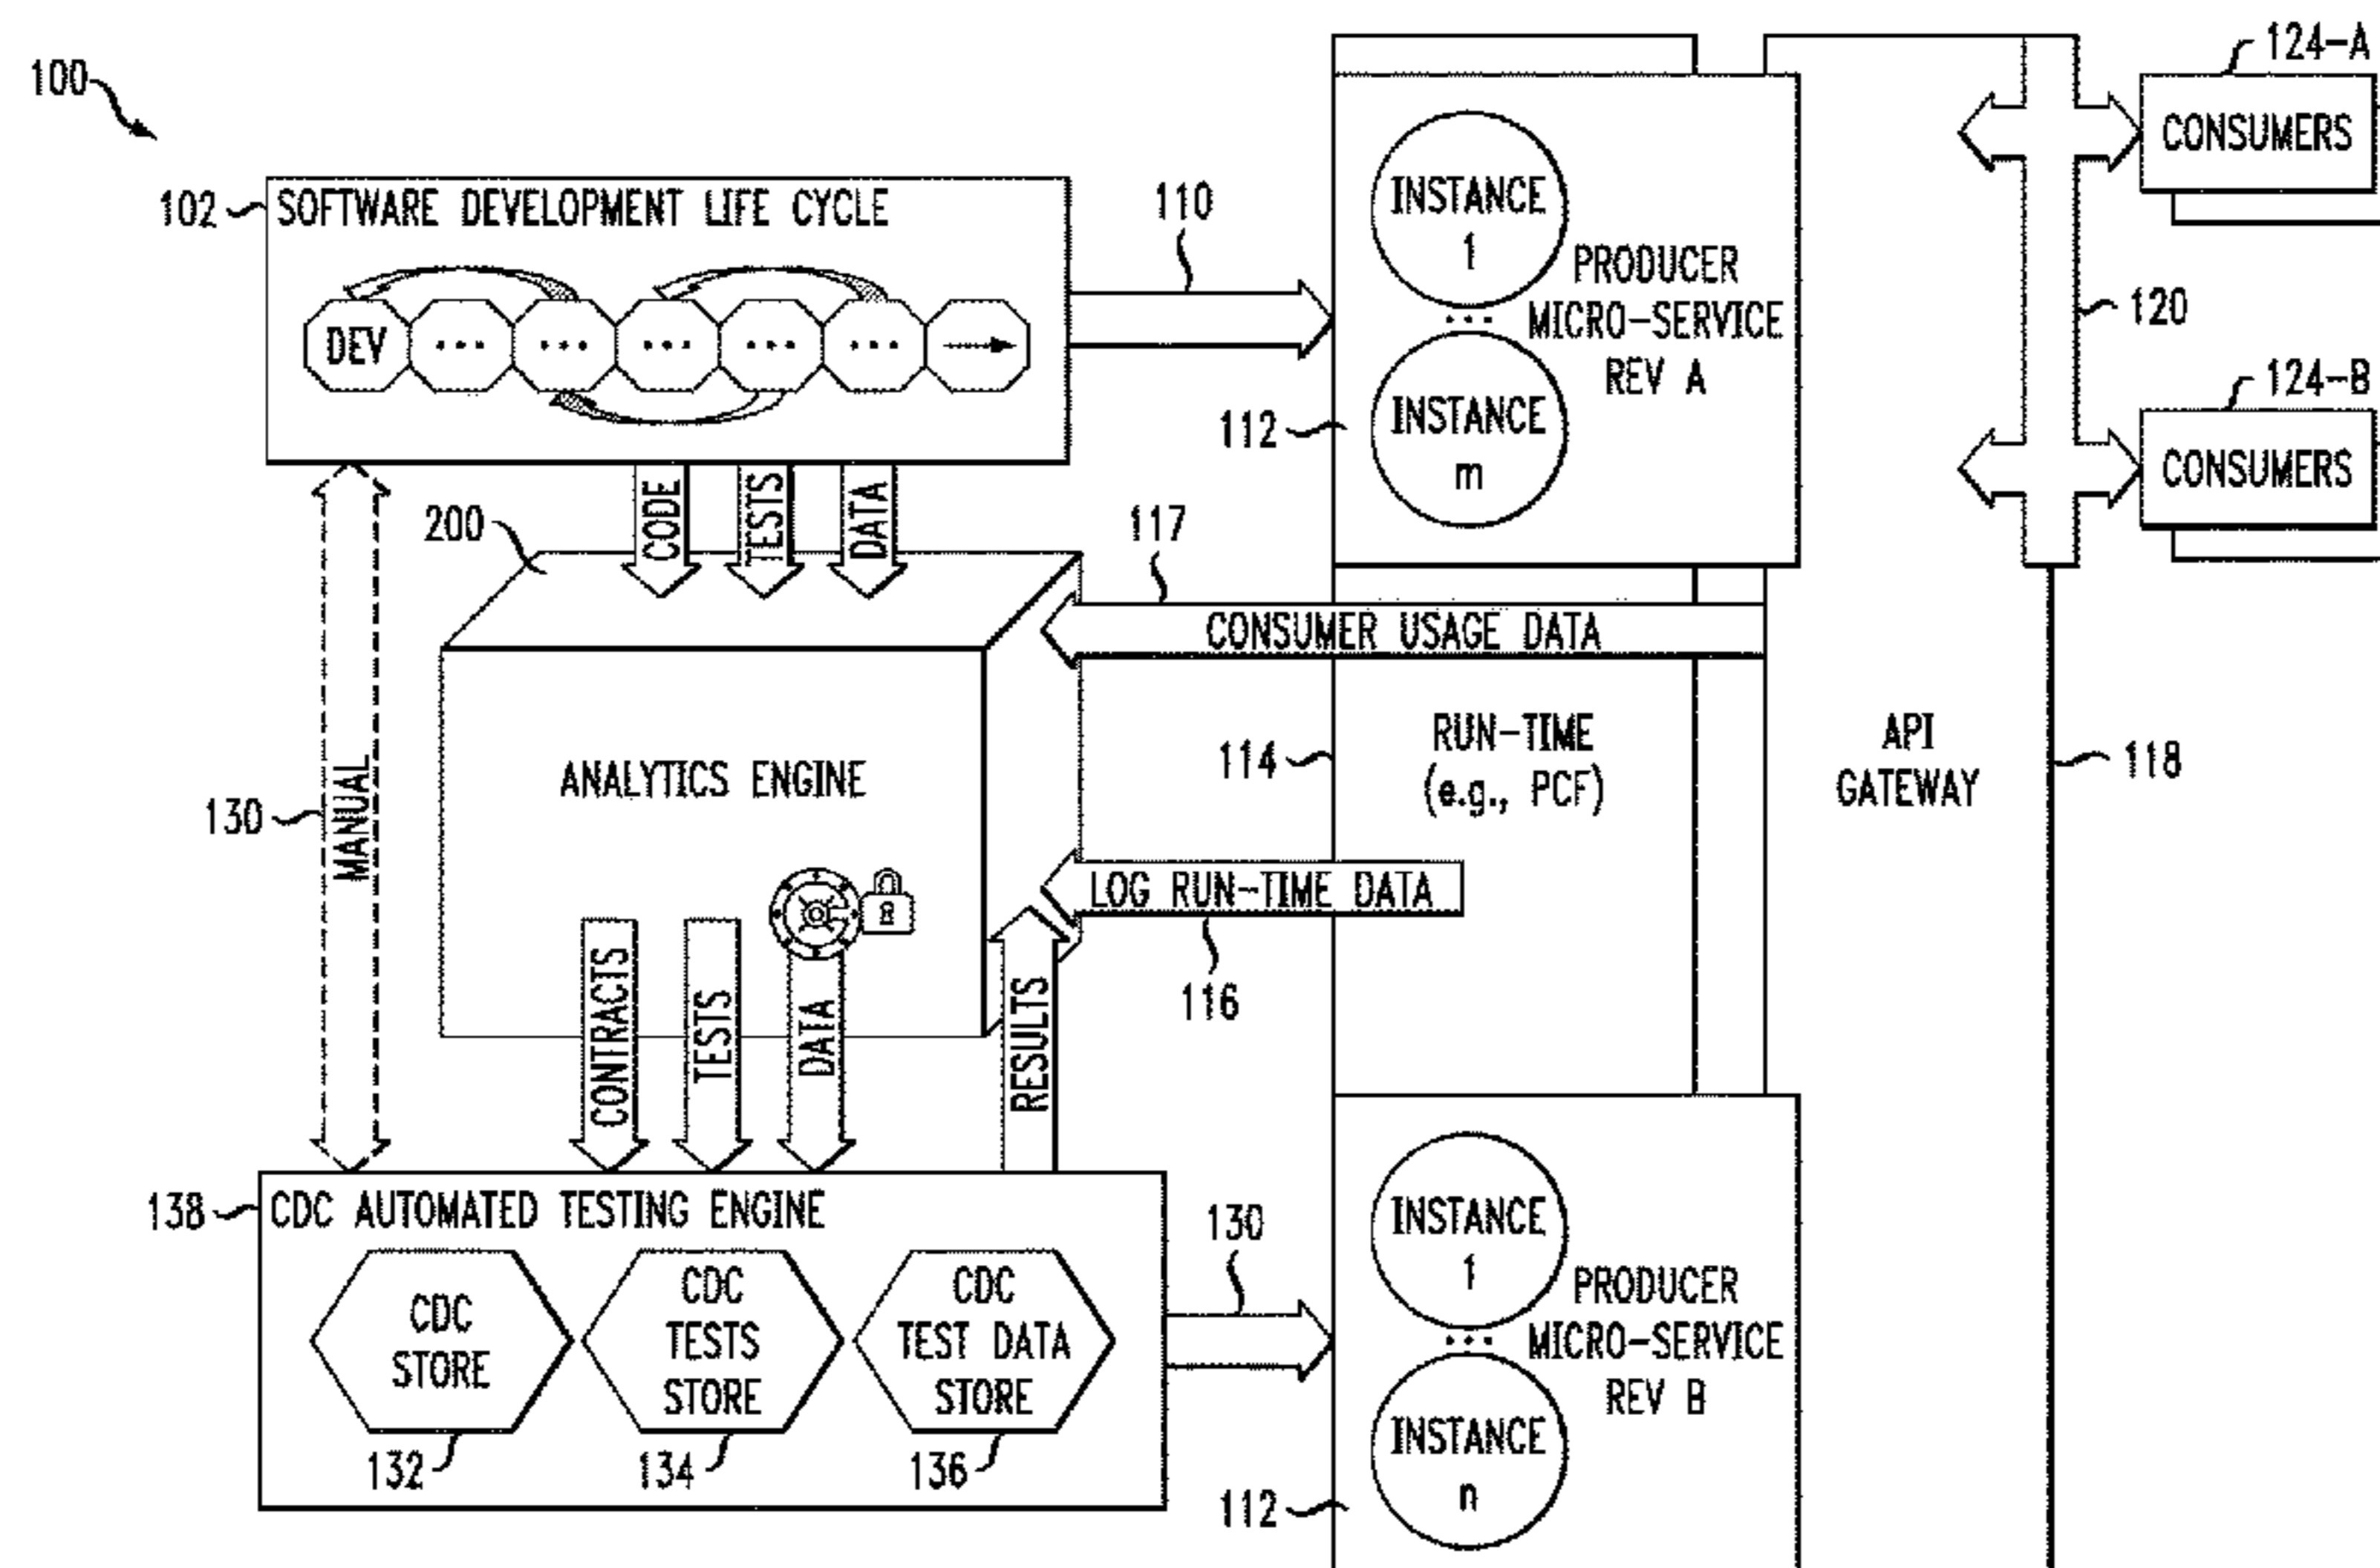 100
102
SOFTWARE DEVELOPMENT LIFE CYCLE
DEV ... ... ... ... ...
110
INSTANCE
1
...
INSTANCE
m
PRODUCER
MICRO-SERVICE
REV A
112
124-A
CONSUMERS
120
124-B
CONSUMERS
CODE
TESTS
DATA
200
117
CONSUMER USAGE DATA
ANALYTICS ENGINE
130
MANUAL
114
RUN-TIME
(e.g., PCF)
API
GATEWAY
118
LOG RUN-TIME DATA
116
CONTRACTS
TESTS
DATA
RESULTS
138
CDC AUTOMATED TESTING ENGINE
CDC
STORE
132
CDC
TESTS
STORE
134
CDC
TEST DATA
STORE
136
130
INSTANCE
1
...
INSTANCE
n
PRODUCER
MICRO-SERVICE
REV B
112